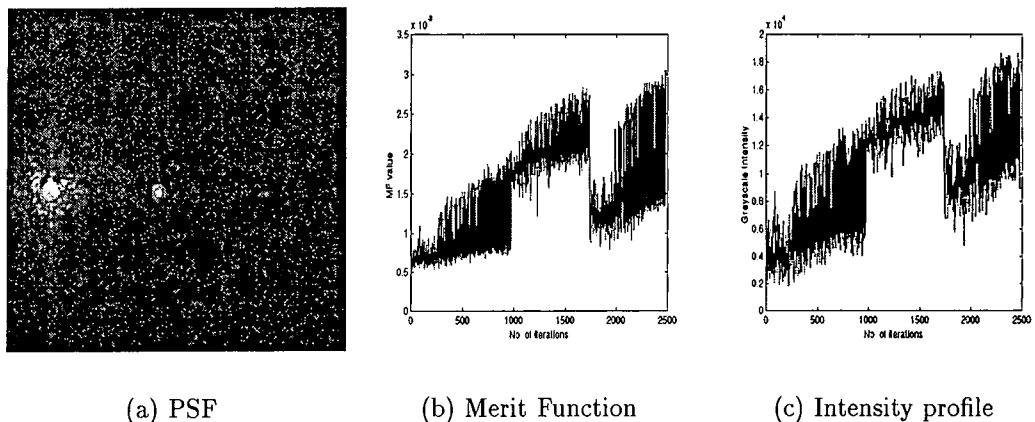 x 10⁻³
3.5
3
2.5
2
1.5
1
0.5
0
MF value
0 500 1000 1500 2000 2500
No of iterations
x 10⁴
2
1.8
1.6
1.4
1.2
1
0.8
0.6
0.4
0.2
0
Greyscale Intensity
0 500 1000 1500 2000 2500
No of iterations
(a) PSF
(b) Merit Function
(c) Intensity profile